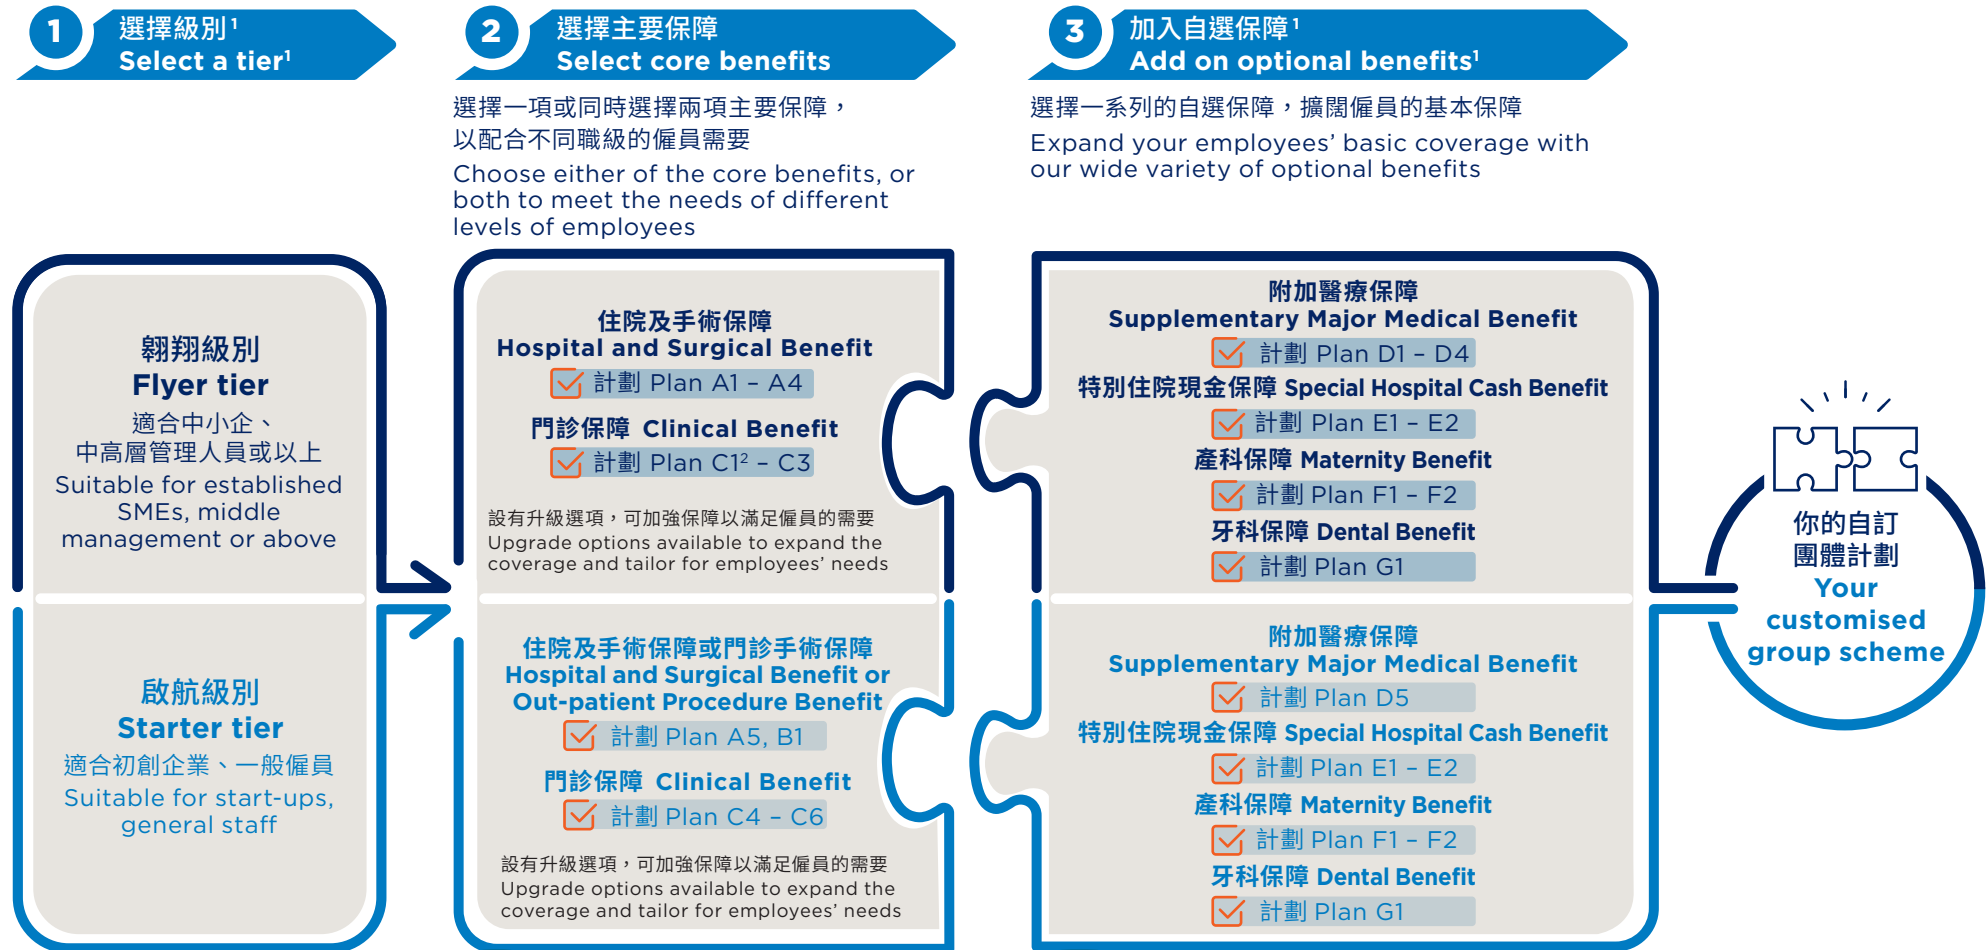 1
選擇級別¹
Select a tier¹
2
選擇主要保障
Select core benefits
3
加入自選保障¹
Add on optional benefits¹
選擇一項或同時選擇兩項主要保障，
以配合不同職級的僱員需要
Choose either of the core benefits, or
both to meet the needs of different
levels of employees
選擇一系列的自選保障，擴闊僱員的基本保障
Expand your employees’ basic coverage with
our wide variety of optional benefits
翱翔級別
Flyer tier
適合中小企、
中高層管理人員或以上
Suitable for established
SMEs, middle
management or above
啟航級別
Starter tier
適合初創企業、一般僱員
Suitable for start-ups,
general staff
住院及手術保障
Hospital and Surgical Benefit
計劃 Plan A1 – A4
門診保障 Clinical Benefit
計劃 Plan C1² – C3
設有升級選項，可加強保障以滿足僱員的需要
Upgrade options available to expand the
coverage and tailor for employees’ needs
住院及手術保障或門診手術保障
Hospital and Surgical Benefit or
Out-patient Procedure Benefit
計劃 Plan A5, B1
門診保障 Clinical Benefit
計劃 Plan C4 – C6
設有升級選項，可加強保障以滿足僱員的需要
Upgrade options available to expand the
coverage and tailor for employees’ needs
附加醫療保障
Supplementary Major Medical Benefit
計劃 Plan D1 – D4
特別住院現金保障 Special Hospital Cash Benefit
計劃 Plan E1 – E2
產科保障 Maternity Benefit
計劃 Plan F1 – F2
牙科保障 Dental Benefit
計劃 Plan G1
附加醫療保障
Supplementary Major Medical Benefit
計劃 Plan D5
特別住院現金保障 Special Hospital Cash Benefit
計劃 Plan E1 – E2
產科保障 Maternity Benefit
計劃 Plan F1 – F2
牙科保障 Dental Benefit
計劃 Plan G1
你的自訂
團體計劃
Your
customised
group scheme